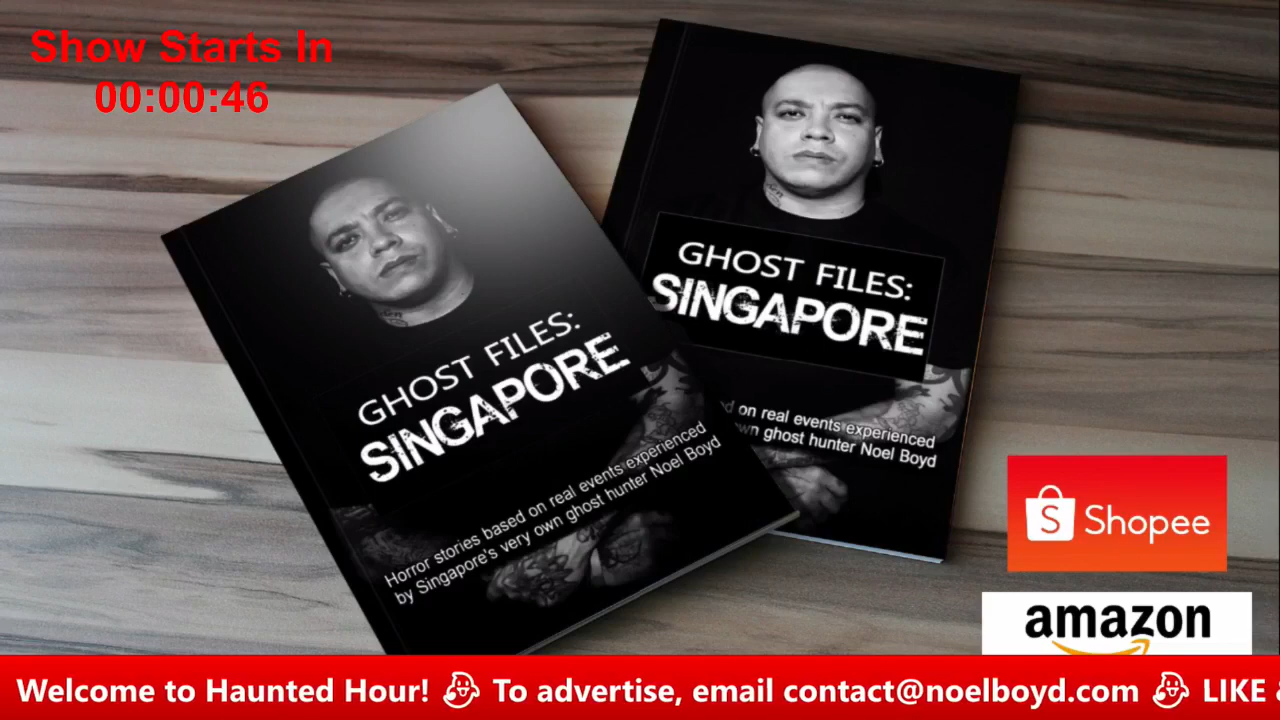 Show Starts In
00:00:46
GHOST FILES:
SINGAPORE
Horror stories based on real events experienced
by Singapore's very own ghost hunter Noel Boyd
GHOST FILES:
SINGAPORE
on real events experienced
ghost hunter Noel Boyd
S Shopee
amazon
Welcome to Haunted Hour! To advertise, email contact@noelboyd.com LIKE